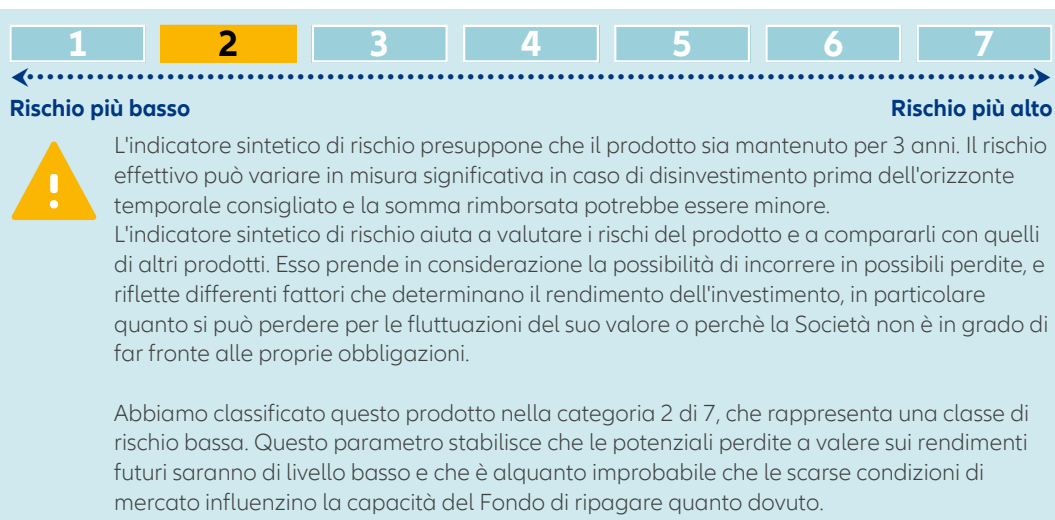 1 2 3 4 5 6 7
Rischio più basso Rischio più alto
L'indicatore sintetico di rischio presuppone che il prodotto sia mantenuto per 3 anni. Il rischio
effettivo può variare in misura significativa in caso di disinvestimento prima dell'orizzonte
temporale consigliato e la somma rimborsata potrebbe essere minore.
L'indicatore sintetico di rischio aiuta a valutare i rischi del prodotto e a compararli con quelli
di altri prodotti. Esso prende in considerazione la possibilità di incorrere in possibili perdite, e
riflette differenti fattori che determinano il rendimento dell'investimento, in particolare
quanto si può perdere per le fluttuazioni del suo valore o perchè la Società non è in grado di
far fronte alle proprie obbligazioni.
Abbiamo classificato questo prodotto nella categoria 2 di 7, che rappresenta una classe di
rischio bassa. Questo parametro stabilisce che le potenziali perdite a valere sui rendimenti
futuri saranno di livello basso e che è alquanto improbabile che le scarse condizioni di
mercato influenzino la capacità del Fondo di ripagare quanto dovuto.